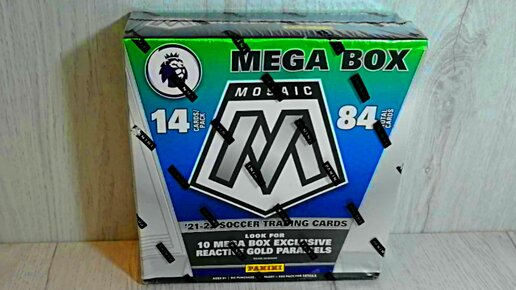 MEGA BOX
MOSAIC
14 CARDS/PACK
84 TOTAL CARDS
'21-22 SOCCER TRADING CARDS
LOOK FOR
10 MEGA BOX EXCLUSIVE
REACTIVE GOLD PARALLELS
PANINI